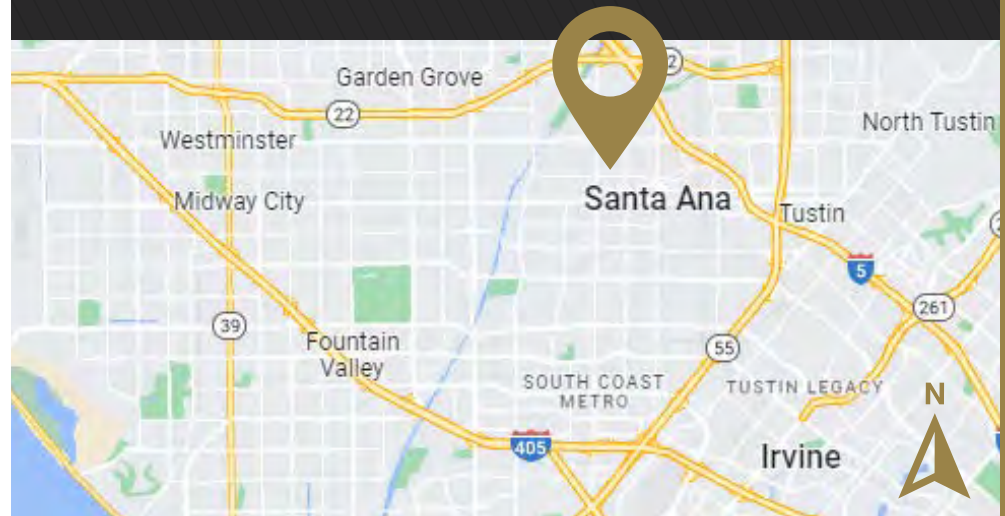 2
Garden Grove
22
North Tustin
Westminster
Midway City
Santa Ana
Tustin
5
261
39
Fountain
Valley
55
SOUTH COAST
METRO
TUSTIN LEGACY
N
405
Irvine